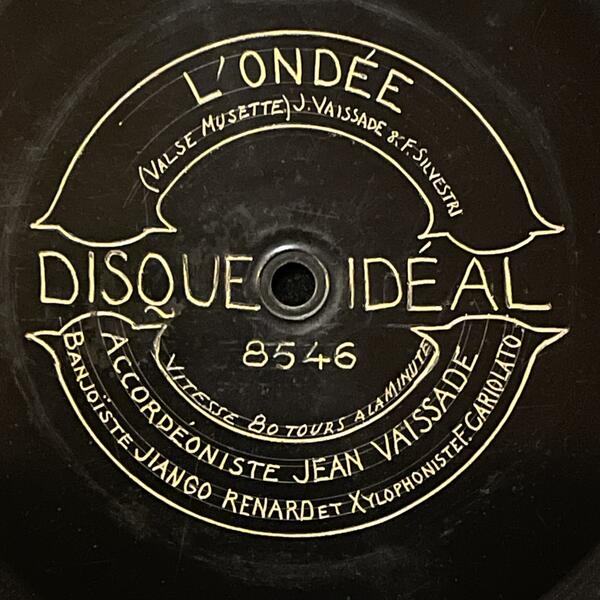 L'ONDÉE
(VALSE MUSETTE) J. VAISSADE & F. SILVESTRI
DISQUE IDÉAL
8546
VITESSE 80 TOURS A LA MINUTE
ACCORDÉONISTE JEAN VAISSADE
BANJOÏSTE JIANGO RENARD ET XYLOPHONISTE F. CARIOLATO